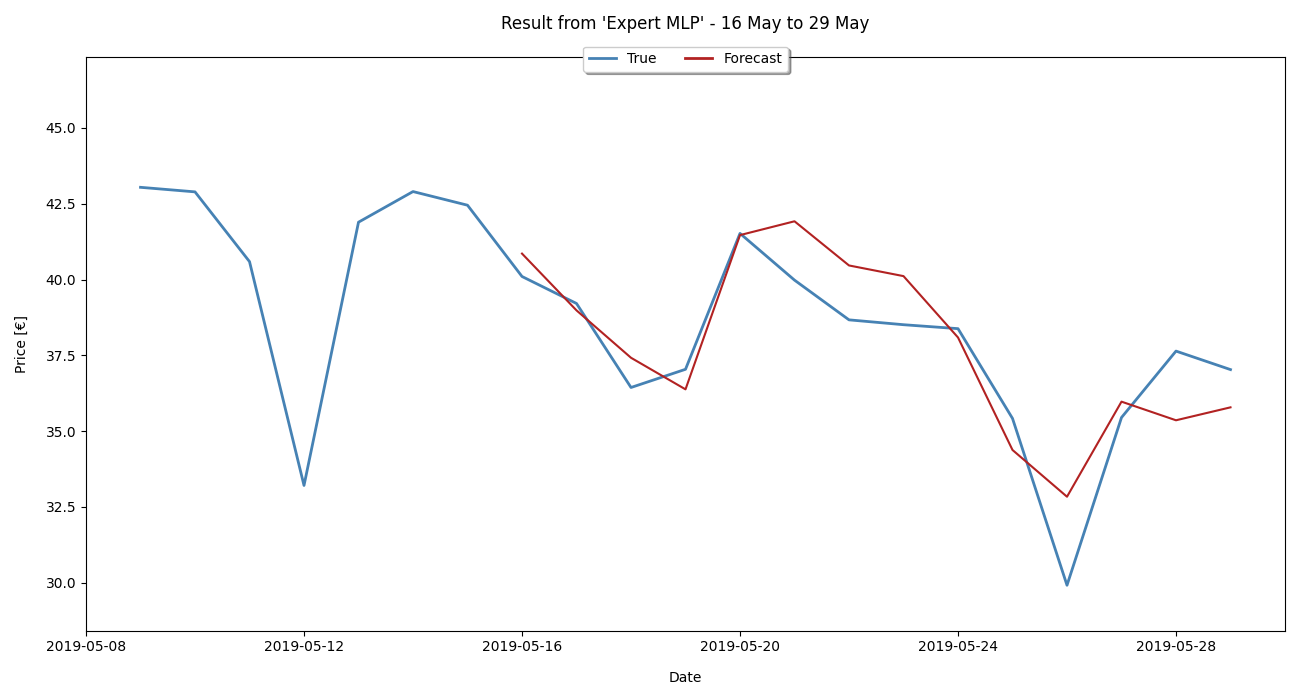 Result from 'Expert MLP' - 16 May to 29 May
True Forecast
45.0
42.5
40.0
37.5
35.0
32.5
30.0
Price [€]
2019-05-08 2019-05-12 2019-05-16 2019-05-20 2019-05-24 2019-05-28
Date